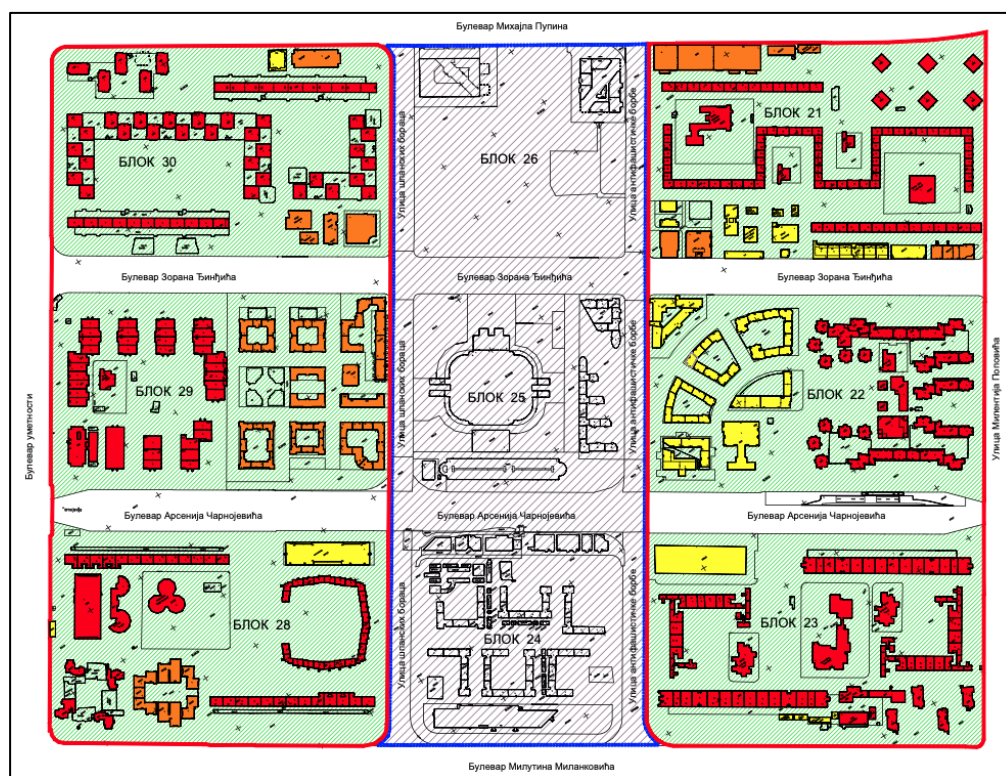 Булевар Михајла Пупина
Улица шпанских бораца
Улица антифашистичке борбе
БЛОК 30
БЛОК 26
БЛОК 21
Булевар Зорана Ђинђића
Булевар Зорана Ђинђића
Булевар Зорана Ђинђића
Булевар уметности
Улица шпанских бораца
Улица антифашистичке борбе
Улица Милентија Поповића
БЛОК 29
БЛОК 25
БЛОК 22
Булевар Арсенија Чарнојевића
Булевар Арсенија Чарнојевића
Булевар Арсенија Чарнојевића
Улица шпанских бораца
Улица антифашистичке борбе
БЛОК 28
БЛОК 24
БЛОК 23
Булевар Милутина Миланковића